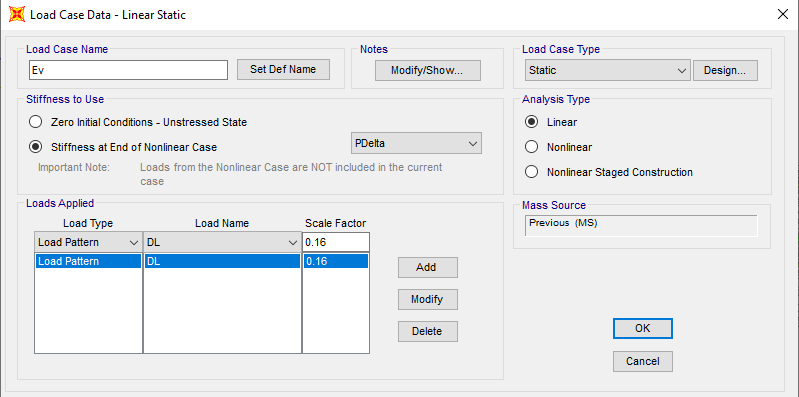 Load Case Data - Linear Static
Load Case Name
Ev
Set Def Name
Notes
Modify/Show...
Load Case Type
Static
Design...
Stiffness to Use
Zero Initial Conditions - Unstressed State
Stiffness at End of Nonlinear Case
PDelta
Important Note:
Loads from the Nonlinear Case are NOT included in the current
case
Analysis Type
Linear
Nonlinear
Nonlinear Staged Construction
Loads Applied
Load Type
Load Name
Scale Factor
Load Pattern
DL
0.16
Load Pattern
DL
0.16
Add
Modify
Delete
Mass Source
Previous (MS)
OK
Cancel